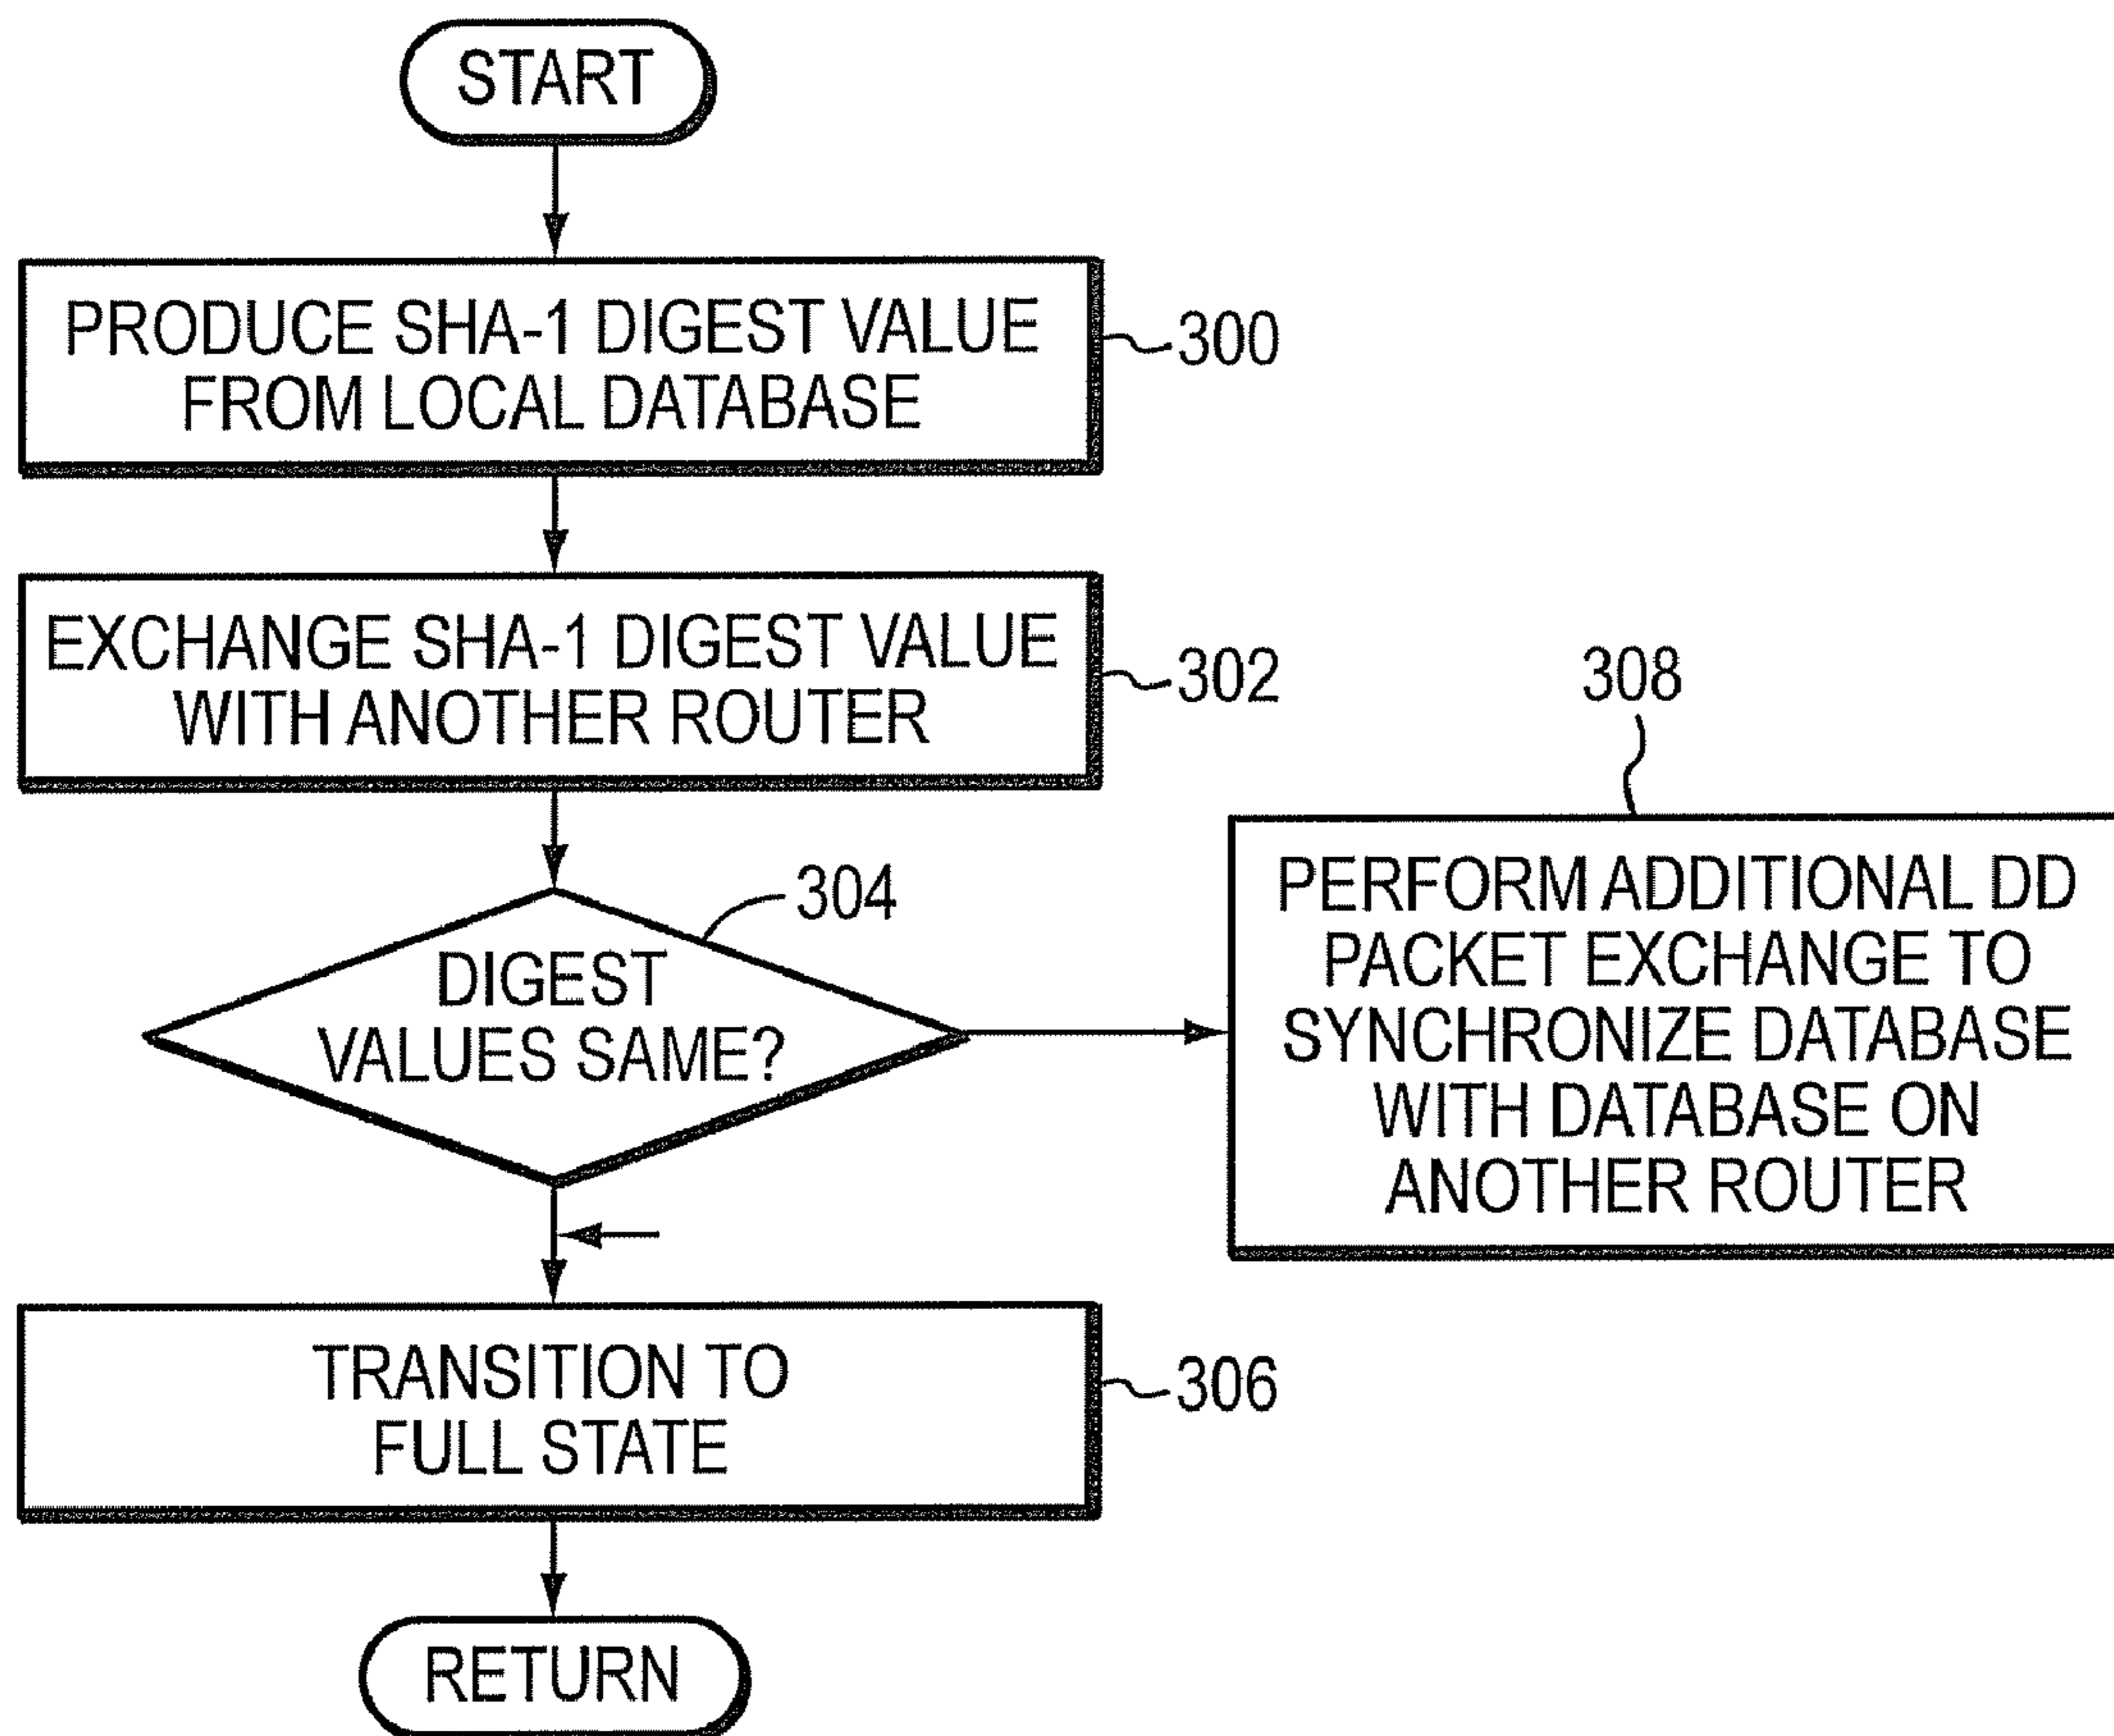 START
PRODUCE SHA-1 DIGEST VALUE
FROM LOCAL DATABASE
300
EXCHANGE SHA-1 DIGEST VALUE
WITH ANOTHER ROUTER
302
304
DIGEST
VALUES SAME?
308
PERFORM ADDITIONAL DD
PACKET EXCHANGE TO
SYNCHRONIZE DATABASE
WITH DATABASE ON
ANOTHER ROUTER
TRANSITION TO
FULL STATE
306
RETURN